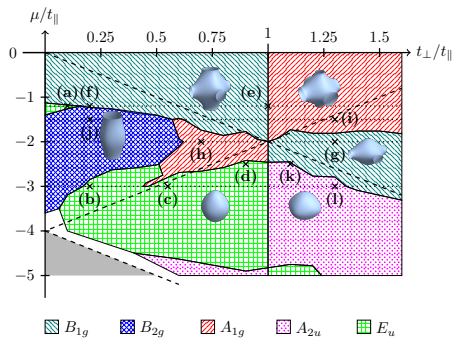 μ/t∥
0.25 0.5 0.75 1 1.25 1.5 t⊥/t∥
0
−1
−2
−3
−4
−5
(a) (f) (e)
(j) (i)
(h) (g)
(d) (k)
(b) (c) (l)
B1g B2g A1g A2u Eu